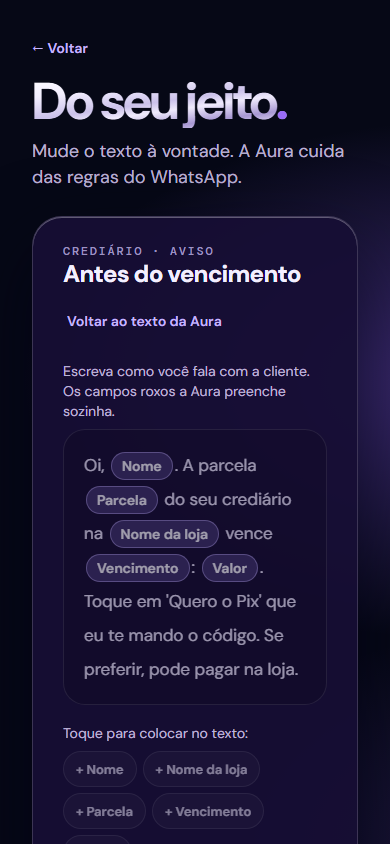 ← Voltar
Do seu jeito.
Mude o texto à vontade. A Aura cuida
das regras do WhatsApp.
CREDIÁRIO · AVISO
Antes do vencimento
Voltar ao texto da Aura
Escreva como você fala com a cliente.
Os campos roxos a Aura preenche
sozinha.
Oi, Nome. A parcela
Parcela do seu crediário
na Nome da loja vence
Vencimento: Valor.
Toque em 'Quero o Pix' que
eu te mando o código. Se
preferir, pode pagar na loja.
Toque para colocar no texto:
+ Nome + Nome da loja
+ Parcela + Vencimento